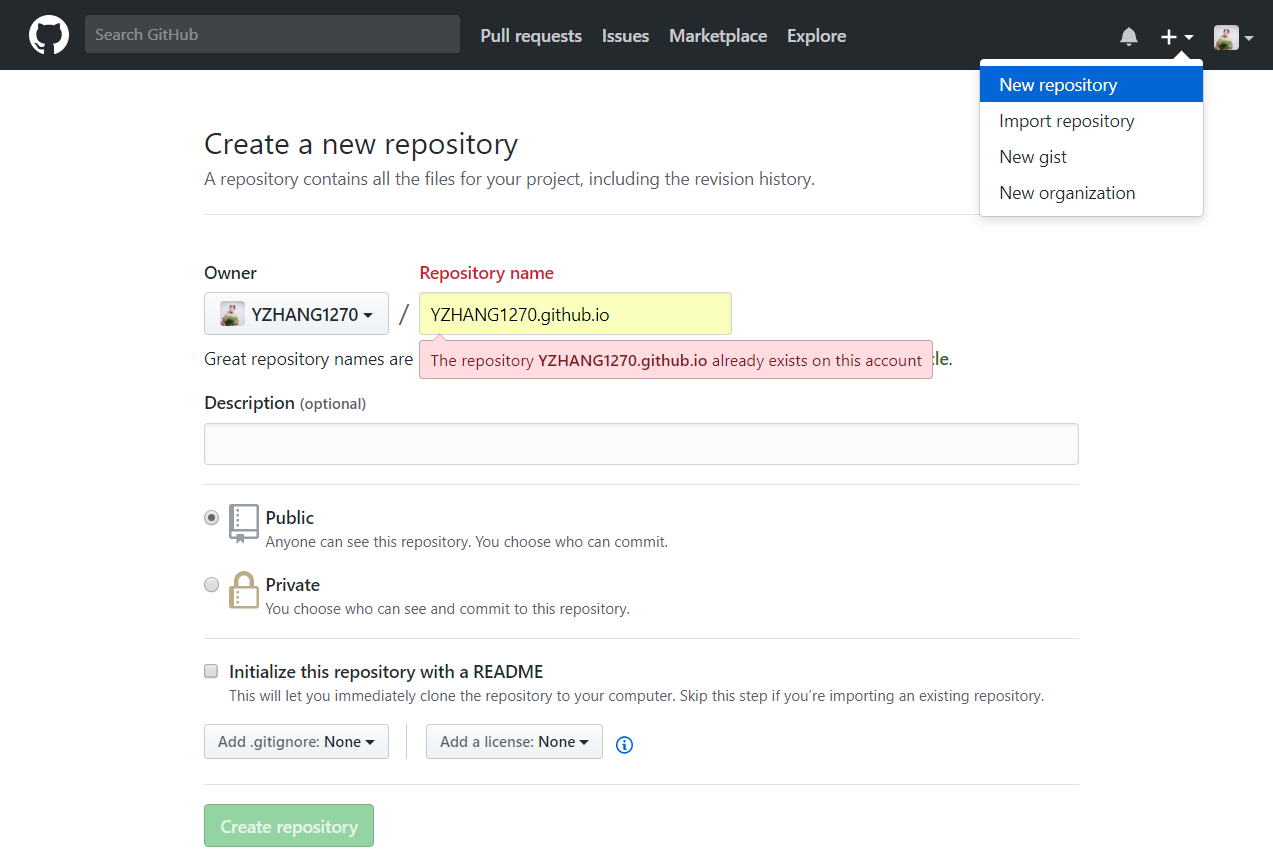 Search GitHub Pull requests Issues Marketplace Explore
New repository
Import repository
New gist
New organization
Create a new repository
A repository contains all the files for your project, including the revision history.
Owner Repository name
YZHANG1270 / YZHANG1270.github.io
Great repository names are le.
The repository YZHANG1270.github.io already exists on this account
Description (optional)
Public
Anyone can see this repository. You choose who can commit.
Private
You choose who can see and commit to this repository.
Initialize this repository with a README
This will let you immediately clone the repository to your computer. Skip this step if you’re importing an existing repository.
Add .gitignore: None Add a license: None
Create repository